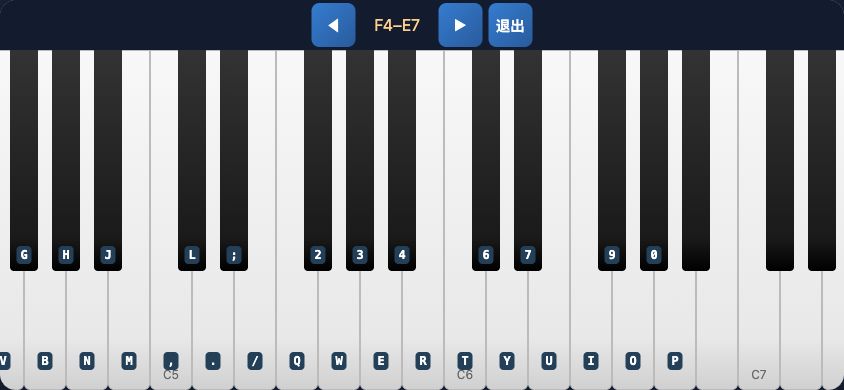 ◀ F4–E7 ▶ 退出
G H J L ; 2 3 4 6 7 9 0
V B N M , . / Q W E R T Y U I O P
C5 C6 C7